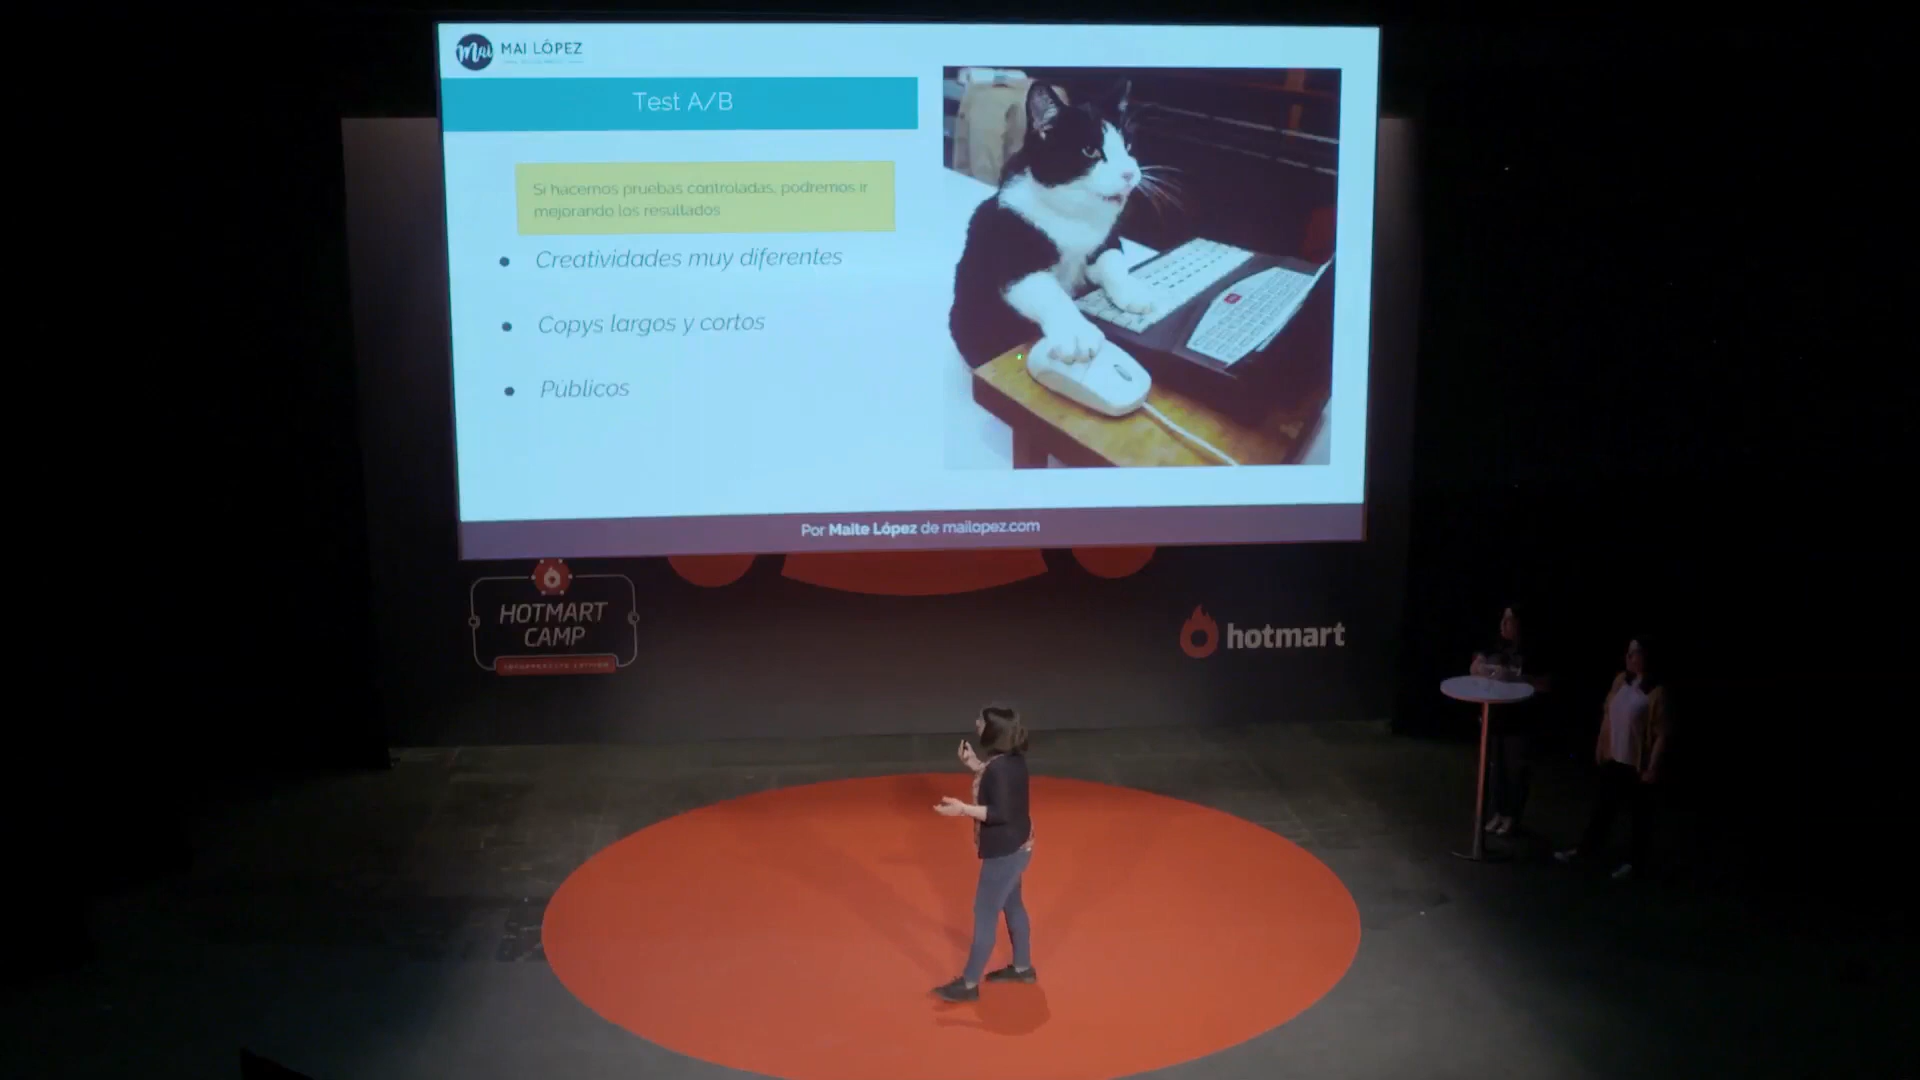 Mai MAI LÓPEZ
Test A/B
Si hacemos pruebas controladas, podremos ir
mejorando los resultados
Creatividades muy diferentes
Copys largos y cortos
Públicos
Por Maite López de mailopez.com
HOTMART
CAMP
hotmart